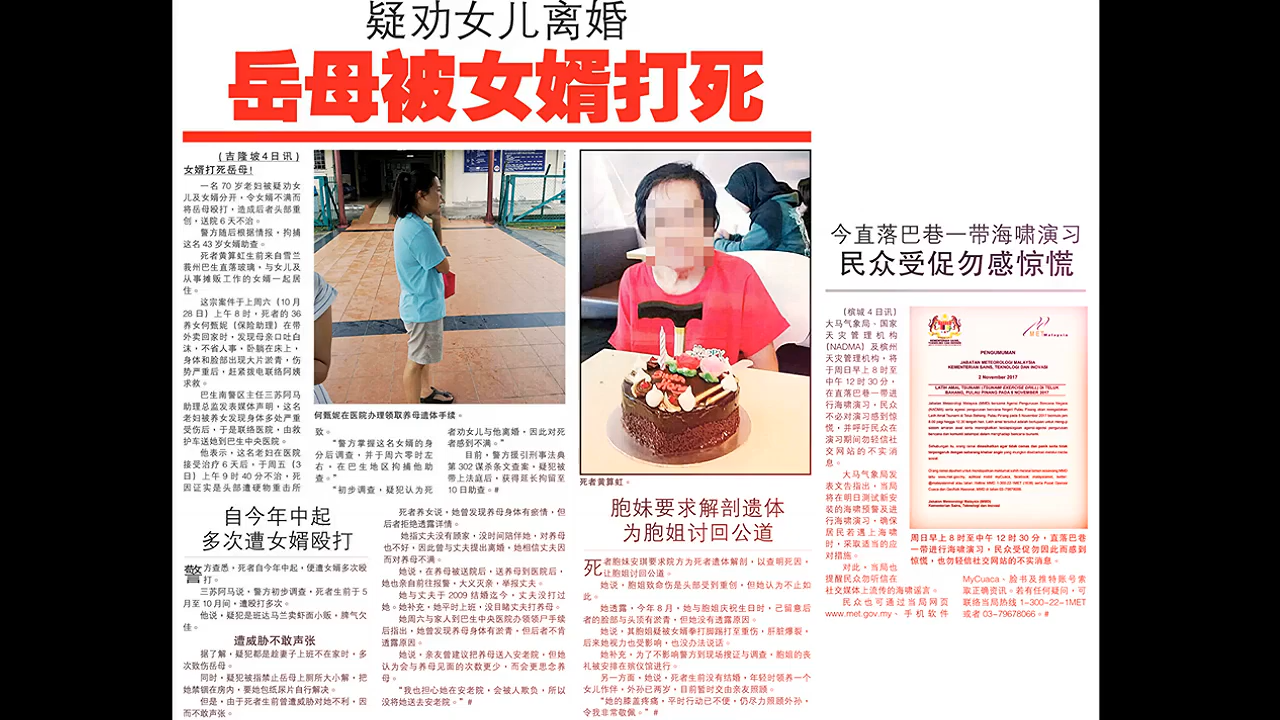 疑劝女儿离婚
岳母被女婿打死
(吉隆坡4日讯)
女婿打死岳母!
一名70岁老妇被疑劝女
儿及女婿分开，令女婿不满而
将岳母殴打，造成后者头部重
创，送院6天不治。
警方随后根据情报，拘捕
这名43岁女婿助查。
死者黄算虹生前来自雪兰
莪州巴生直落玻璃，与女儿及
从事摊贩工作的女婿一起居
住。
这宗案件于上周六（10月
28日）上午8时，死者的36
岁养女何甄妮（保险助理）在带
外卖回家时，发现母亲口吐白
沫，不省人事，卧躺在床上，
身体和脸部出现大片淤青，伤
势严重后，赶紧拨电联络阿姨
求救。
巴生南警区主任三苏阿马
助理总监发表媒体声明，这名
老妇被养女发现身体多处严重
受伤后，于是联络医院，由救
护车送她到巴生中央医院。
他表示，这名老妇在医院
接受治疗6天后，于周五（3
日）上午9时40分不治，死
因证实是头部遭硬物重击所
何甄妮在医院办理领取养母遗体手续。
致。
“警方掌握这名女婿的身
分后调查，并于周六零时左
右，在巴生地区拘捕他助
查。”
“初步调查，疑犯认为死
者劝女儿与他离婚，因此对死
者感到不满。”
目前，警方援引刑事法典
第302谋杀条文查案，疑犯被
带上法庭后，获得延长拘留至
10日助查。#
死者黄算虹。
自今年中起
多次遭女婿殴打
警方查悉，死者自今年中起，便遭女婿多次殴
打。
三苏阿马说，警方初步调查，死者生前于5
月至10月间，遭殴打多次。
他说，疑犯是班达马兰卖虾面小贩，脾气欠
佳。
遭威胁不敢声张
据了解，疑犯都是趁妻子上班不在家时，多
次致伤岳母。
同时，疑犯被指禁止岳母上厕所大小解，把
她禁锢在房内，要她包纸尿片自行解决。
但是，由于死者生前曾遭威胁对她不利，因
而不敢声张。
死者养女说，她曾发现养母身体有瘀情，但
后者拒绝透露详情。
她指丈夫没有顾家，没时间陪伴她，对养母
也不好，因此曾与丈夫提出离婚，她相信丈夫因
而对养母不满。
她说，在养母被送院后，送养母到医院后，
她也亲自前往报警，大义灭亲，举报丈夫。
她与丈夫于2009结婚迄今，丈夫没打过
她。她补充，她平时上班，没目睹丈夫打养母。
她周六与家人到巴生中央医院办领领尸手续
后指出，她曾发现养母身体有淤青，但后者不肯
透露原因。
她说，亲友曾建议把养母送入安老院，但她
认为会与养母见面的次数更少，而会更思念养
母。
“我也担心她在安老院，会被人欺负，所以
没将她送去安老院。”#
胞妹要求解剖遗体
为胞姐讨回公道
死者胞妹安琪要求院方为死者遗体解剖，以查明死因，
让胞姐讨回公道。
她说，胞姐致命伤是头部受到重创，但她认为不止如
此。
她透露，今年8月，她与胞姐庆祝生日时，己留意后
者的脸部与头顶有淤青，但她没有透露原因。
她说，其胞姐疑被女婿拳打脚踢打至重伤，肝脏爆裂，
后来她视力也受影响，也没办法说话。
她补充，为了不影响警方到现场搜证与调查，胞姐的丧
礼被安排在殡仪馆进行。
另一方面，她说，死者生前没有结婚，年轻时领养一个
女儿作伴，外孙已两岁，目前暂时交由亲友照顾。
“她的膝盖疼痛，平时行动已不便，仍尽力照顾外孙，
令我非常敬佩。”#
今直落巴巷一带海啸演习
民众受促勿感惊慌
（槟城4日讯）
大马气象局、国家
天灾管理机构
(NADMA)及槟州
天灾管理机构，将
于周日早上8时至
中午12时30分，
在直落巴巷一带进
行海啸演习，民众
不必对演习感到惊
慌，并呼吁民众在
演习期间勿轻信社
交网站的不实消
息。
大马气象局发
表文告指出，当局
将在明日测试新安
装的海啸预警及进
行海啸演习，确保
居民若遇上海啸
时，采取适当的应
对措施。
对此，当局也
提醒民众勿听信在
社交媒体上流传的海啸谣言。
民众也可通过当局网页
www.met.gov.my、手机软件
METMalaysia
PENGUMUMAN
JABATAN METEOROLOGI MALAYSIA
KEMENTERIAN SAINS, TEKNOLOGI DAN INOVASI
2 November 2017
LATIH AMAL TSUNAMI (TSUNAMI EXERCISE DRILL) DI TELUK
BAHANG, PULAU PINANG PADA 5 NOVEMBER 2017
周日早上8时至中午12时30分，直落巴巷
一带进行海啸演习，民众受促勿因此而感到
惊慌，也勿轻信社交网站的不实消息。
MyCuaca、脸书及推特账号索
取正确资讯。若有任何疑问，可
联络当局热线1-300-22-1MET
或者03-79678066。#